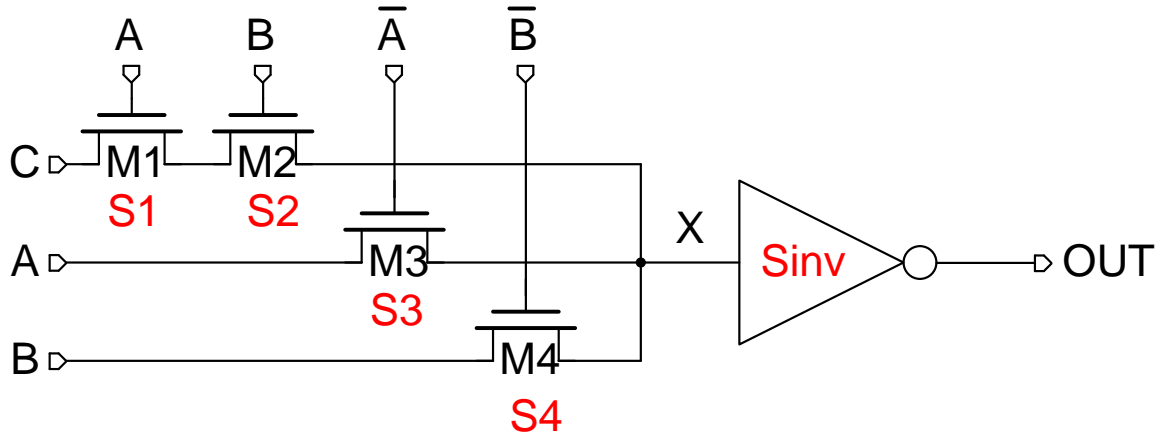 A B A̅ B̅
C M1 M2
S1 S2
X
A M3 Sinv OUT
S3
B M4
S4